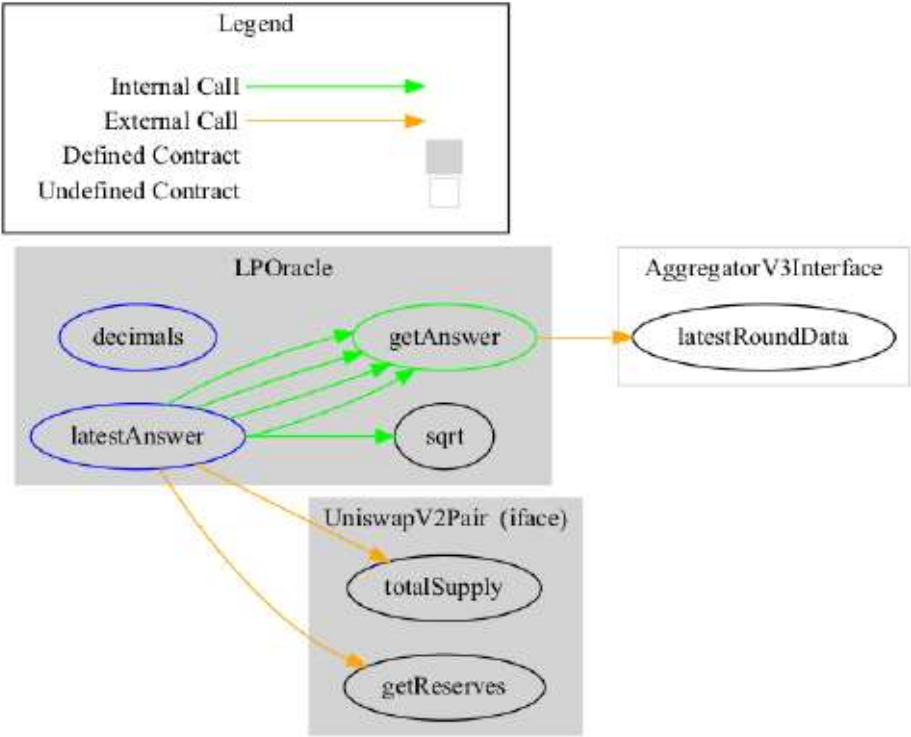 Legend
Internal Call
External Call
Defined Contract
Undefined Contract
LPOracle
AggregatorV3Interface
decimals
getAnswer
latestRoundData
latestAnswer
sqrt
UniswapV2Pair (iface)
totalSupply
getReserves